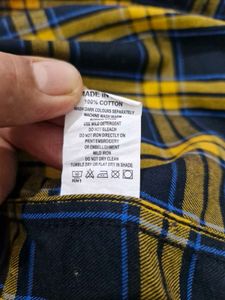 MADE IN
100% COTTON
WASH DARK COLOURS SEPARATELY
MACHINE WASH WARM
USE MILD DETERGENT
DO NOT BLEACH
DO NOT IRON DIRECTLY ON
PRINT/EMBROIDERY
OR EMBELLISHMENT
MILD IRON
DO NOT DRY CLEAN
TUMBLE DRY OR FLAT DRY IN SHADE